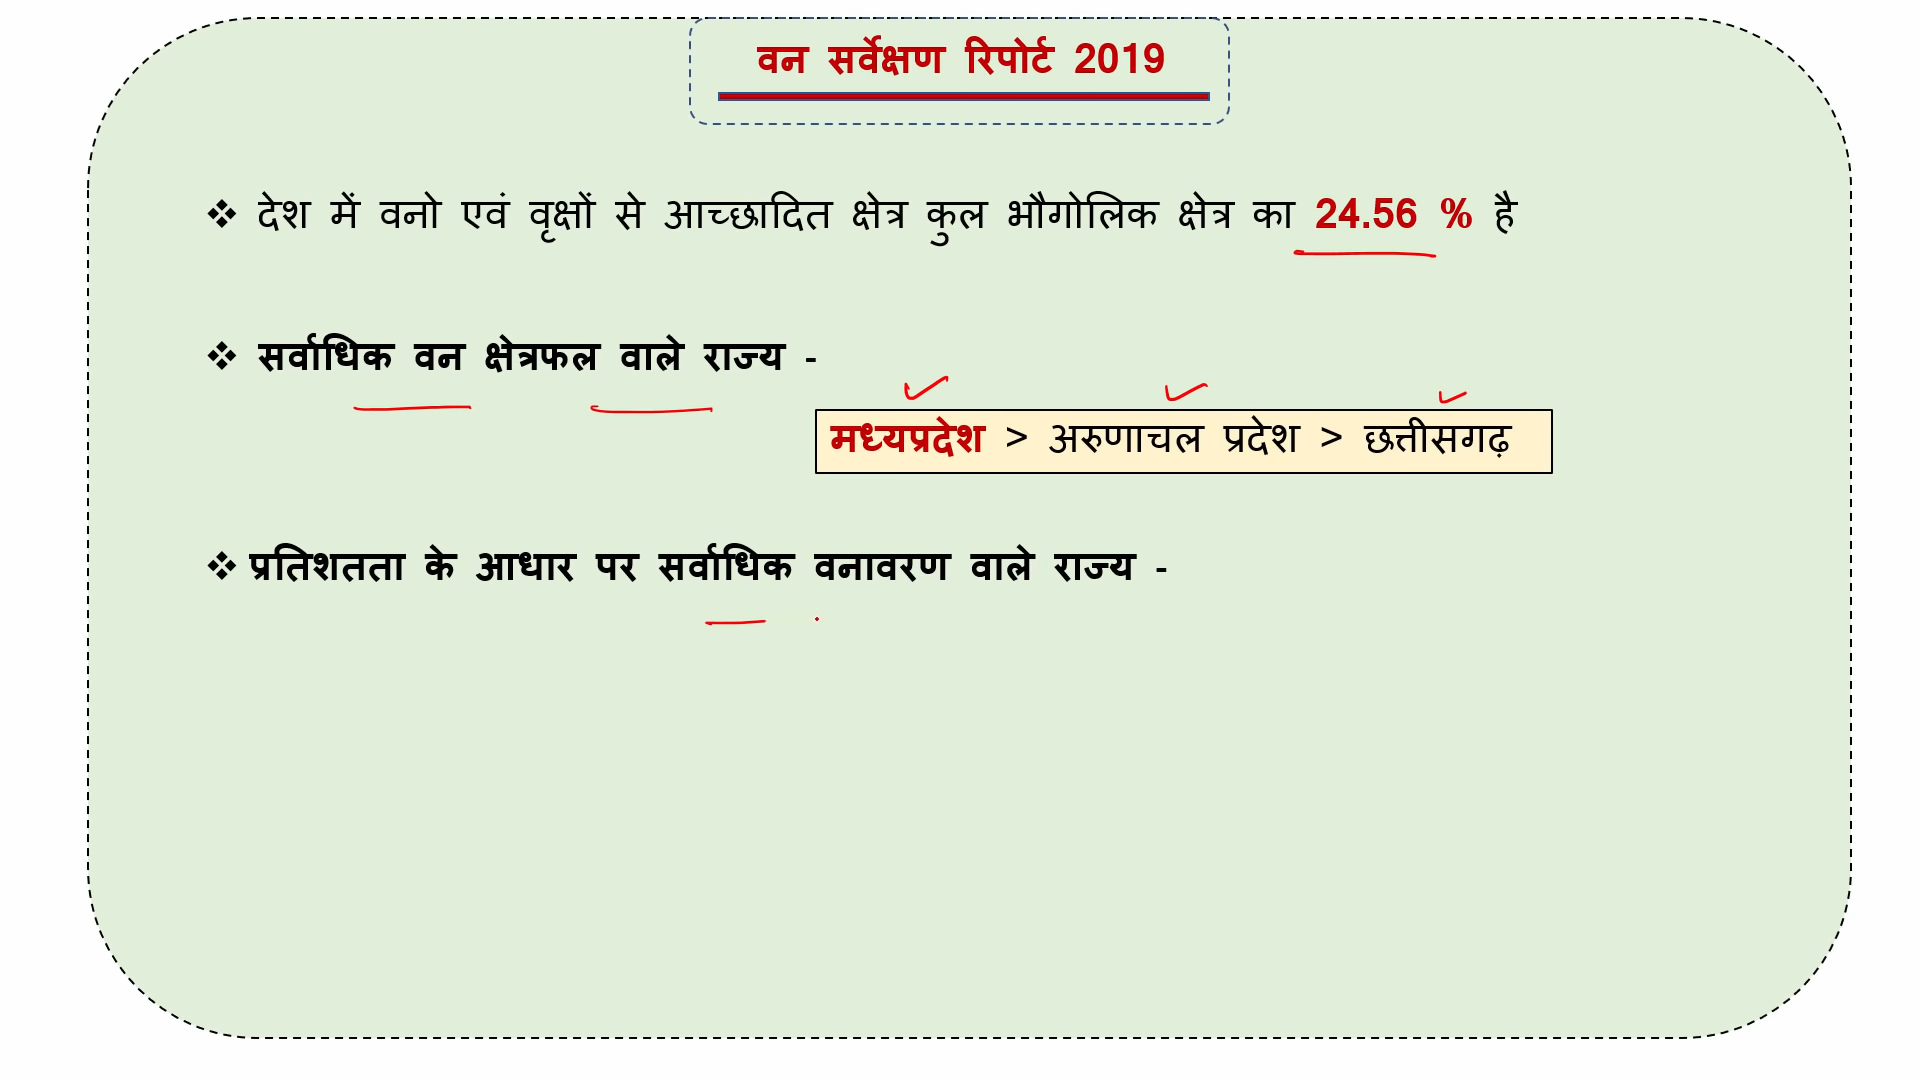 वन सर्वेक्षण रिपोर्ट 2019
❖ देश में वनो एवं वृक्षों से आच्छादित क्षेत्र कुल भौगोलिक क्षेत्र का 24.56 % है
❖ सर्वाधिक वन क्षेत्रफल वाले राज्य -
मध्यप्रदेश > अरुणाचल प्रदेश > छत्तीसगढ़
❖ प्रतिशतता के आधार पर सर्वाधिक वनावरण वाले राज्य -